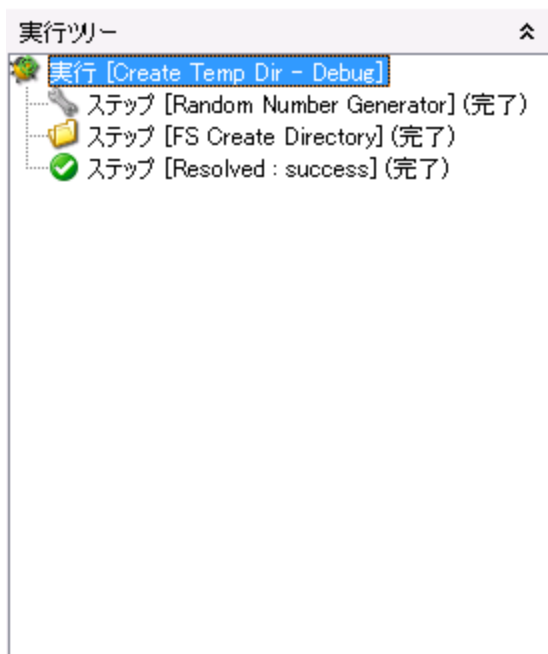 実行ツリー
実行 [Create Temp Dir - Debug]
ステップ [Random Number Generator] (完了)
ステップ [FS Create Directory] (完了)
ステップ [Resolved : success] (完了)